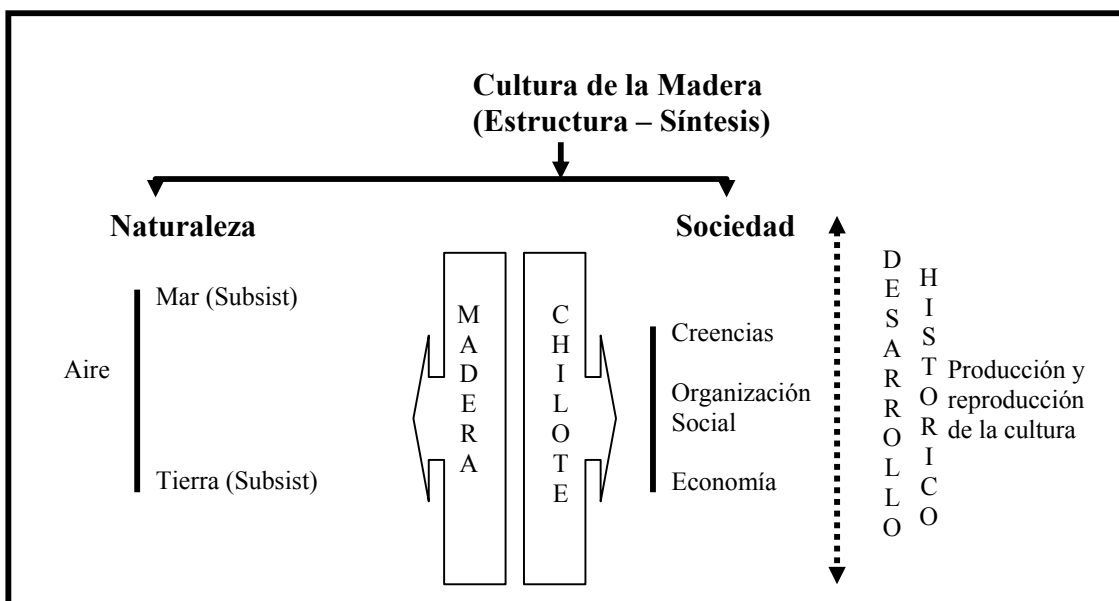 Cultura de la Madera
(Estructura – Síntesis)
Naturaleza
Sociedad
Aire
Mar (Subsist)
Tierra (Subsist)
MADERA
CHILOTE
Creencias
Organización
Social
Economía
DESARROLLO
HISTORICO
Producción y
reproducción
de la cultura